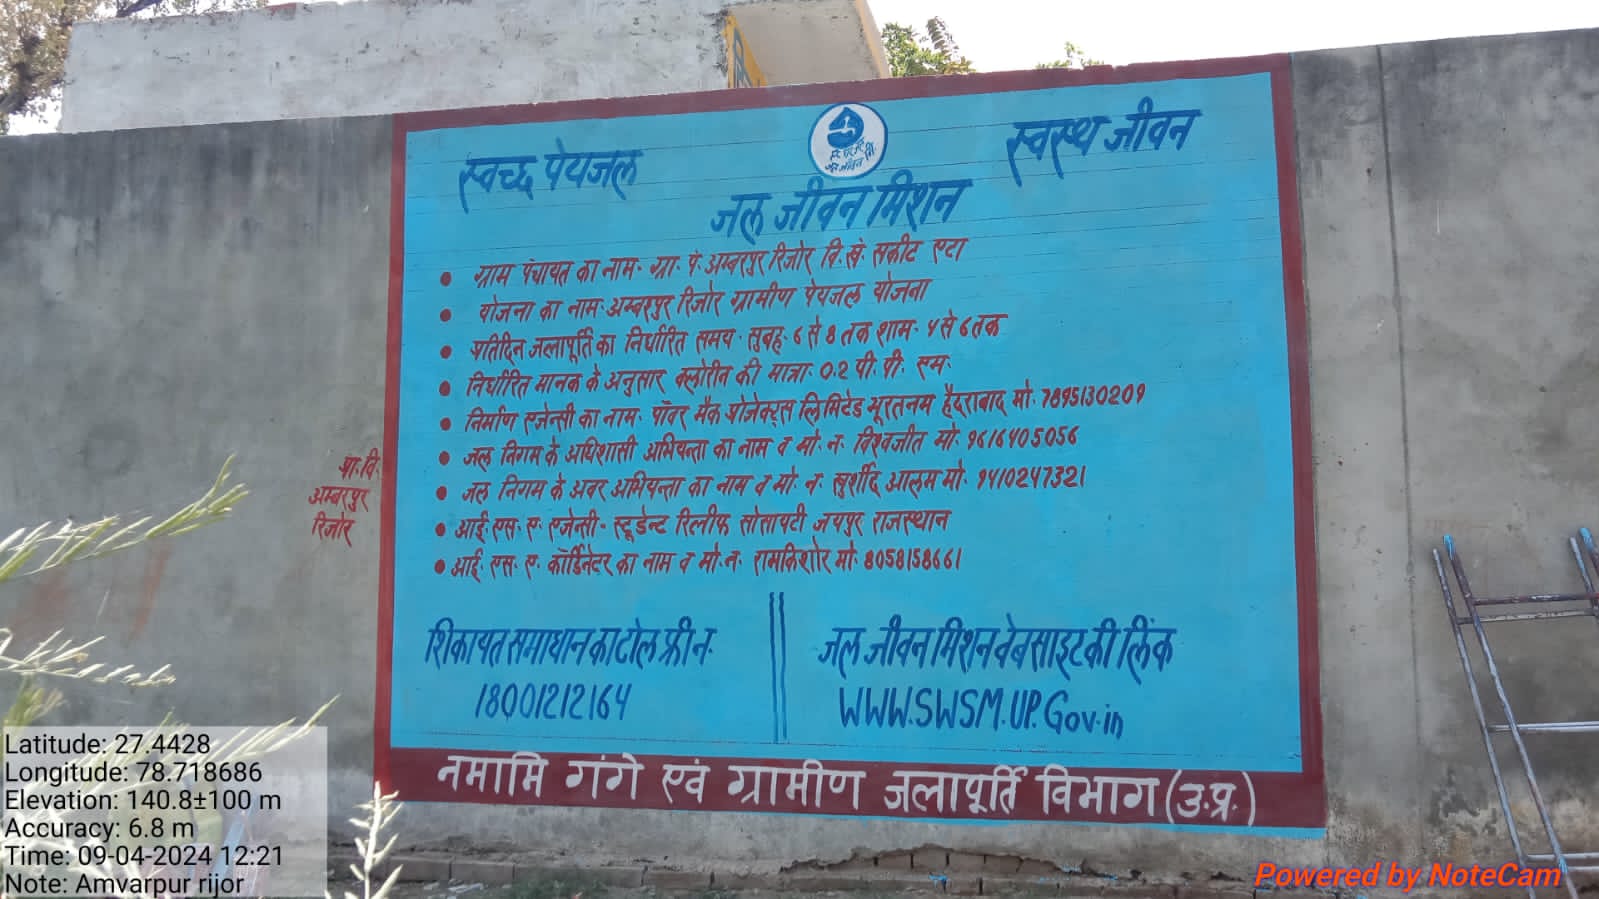 स्वच्छ पेयजल
स्वस्थ जीवन
जल जीवन मिशन
• ग्राम पंचायत का नाम- ग्रा. पं. अम्बरपुर रिजोर वि.खं. सकीट एटा
• योजना का नाम- अम्बरपुर रिजोर ग्रामीण पेयजल योजना
• प्रतिदिन जलापूर्ति का निर्धारित समय- सुबह- ६ से 8 तक शाम- ५ से ६ तक
• निर्धारित मानक के अनुसार क्लोरीन की मात्रा- 0.2 पी. पी. एम.
• निर्माण एजेन्सी का नाम- पॉवर मैक प्रोजेक्ट्स लिमिटेड भूरतनम हैदराबाद मो. 7895130209
• जल निगम के अधिशासी अभियन्ता का नाम व मो. न. विश्वजीत मो. ९६१६४०५०५६
• जल निगम के अवर अभियन्ता का नाम व मो. न. खुर्शीद आलम मो. ९410247321
• आई. एस. ए. एजेन्सी - स्टूडेन्ट रिलीफ सोसायटी जयपुर राजस्थान
• आई. एस. ए. कॉर्डिनेटर का नाम व मो. न. रामकिशोर मो. 8058158661
प्रा. वि.
अम्बरपुर
रिजोर
शिकायत समाधान का टोल फ्री न.
18001212164
जल जीवन मिशन वेबसाइट की लिंक
WWW.SWSM.UP.Gov.in
नमामि गंगे एवं ग्रामीण जलापूर्ति विभाग (उ.प्र.)
Latitude: 27.4428
Longitude: 78.718686
Elevation: 140.8±100 m
Accuracy: 6.8 m
Time: 09-04-2024 12:21
Note: Amvarpur rijor
Powered by NoteCam